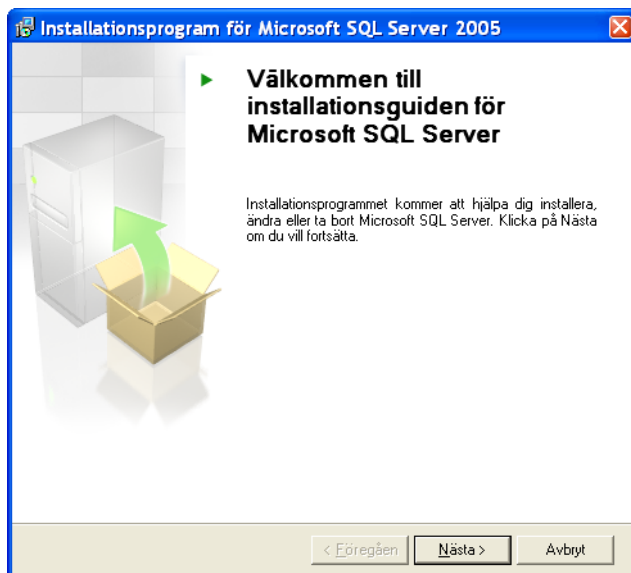 Installationsprogram för Microsoft SQL Server 2005
Välkommen till
installationsguiden för
Microsoft SQL Server
Installationsprogrammet kommer att hjälpa dig installera,
ändra eller ta bort Microsoft SQL Server. Klicka på Nästa
om du vill fortsätta.
< Föregåen
Nästa >
Avbryt